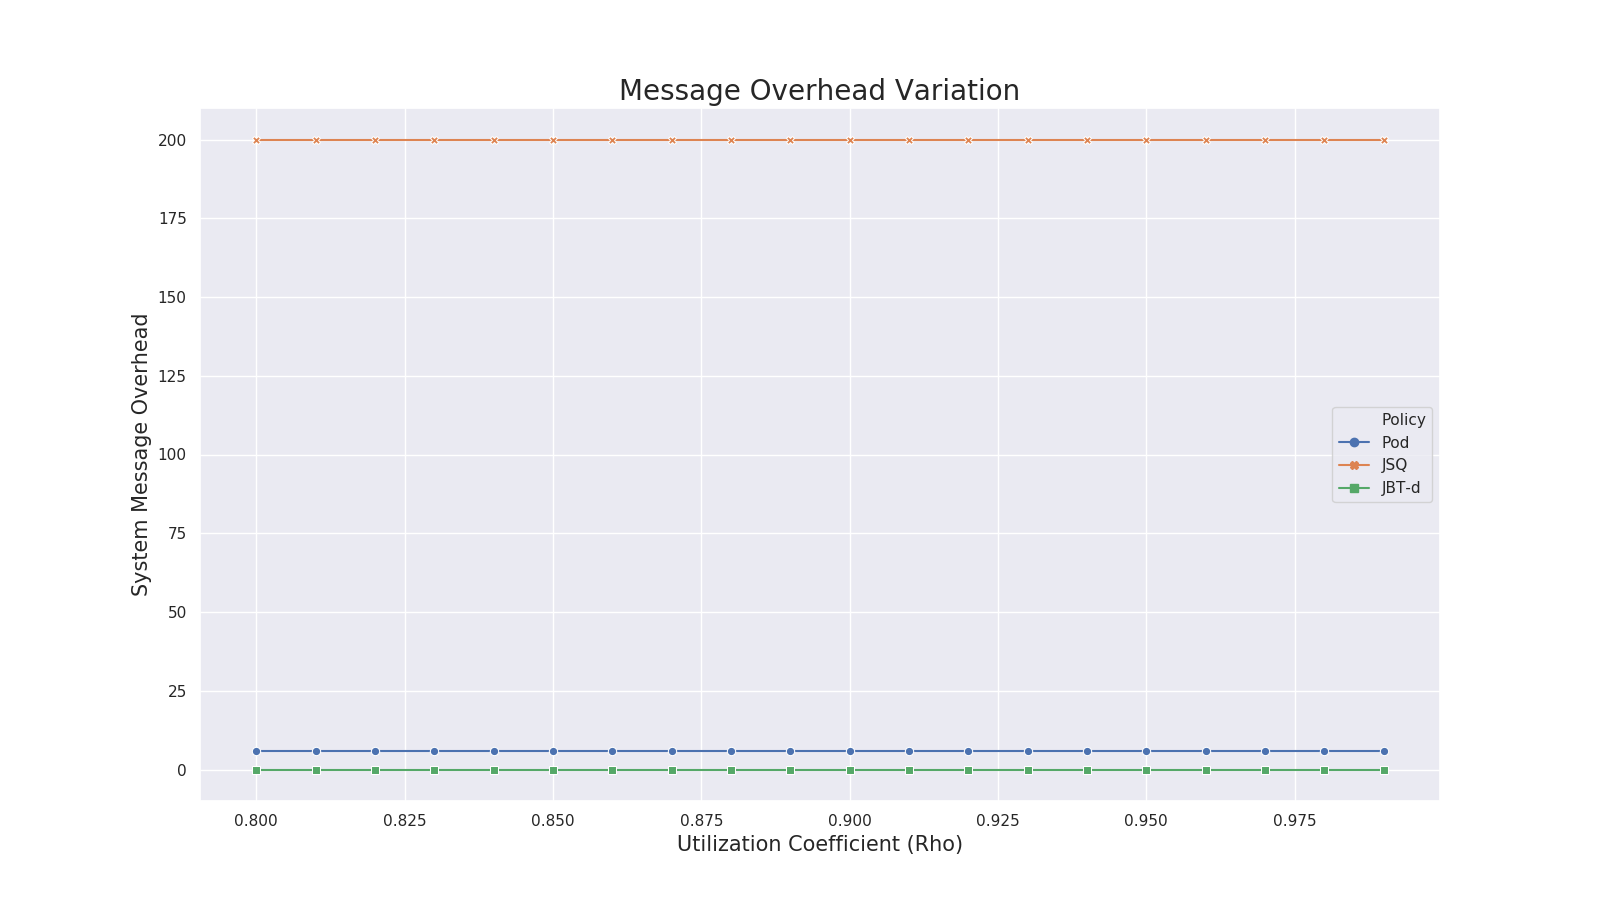 Message Overhead Variation
System Message Overhead
200
175
150
125
100
75
50
25
0
Policy
Pod
JSQ
JBT-d
0.800 0.825 0.850 0.875 0.900 0.925 0.950 0.975
Utilization Coefficient (Rho)